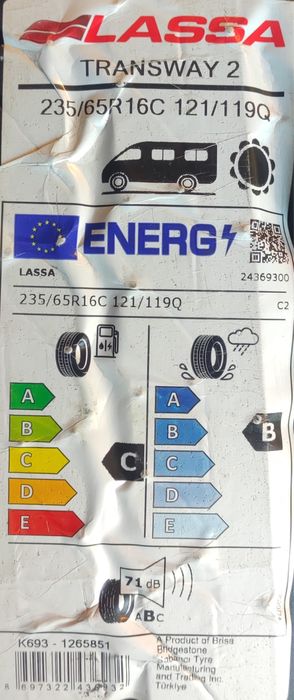 LASSA
TRANSWAY 2
235/65R16C 121/119Q
ENERG
LASSA
24369300
235/65R16C 121/119Q
C2
A
B
C
D
E
C
A
B
C
D
E
B
71 dB
ABC
K693 - 1265851
A Product of Brisa
Bridgestone
Sabancı Tyre
Manufacturing
and Trading Inc.
Türkiye